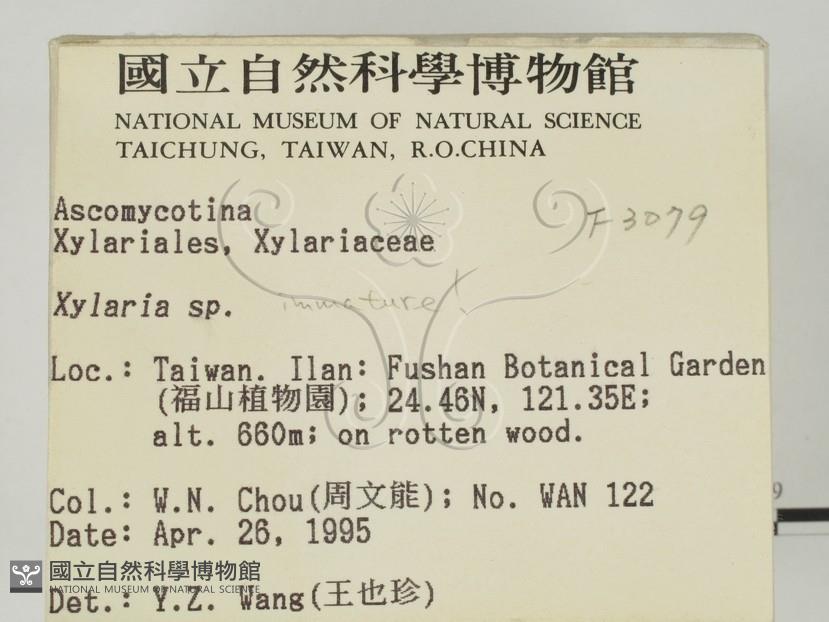 國立自然科學博物館
NATIONAL MUSEUM OF NATURAL SCIENCE
TAICHUNG, TAIWAN, R.O.CHINA
Ascomycotina
F3079
Xylariales, Xylariaceae
Xylaria sp. immature!
Loc.: Taiwan. Ilan: Fushan Botanical Garden
(福山植物園); 24.46N, 121.35E;
alt. 660m; on rotten wood.
Col.: W.N. Chou(周文能); No. WAN 122
9
Date: Apr. 26, 1995
國立自然科學博物館
NATIONAL MUSEUM OF NATURAL SCIENCE
Det.: Y.Z. Wang(王也珍)